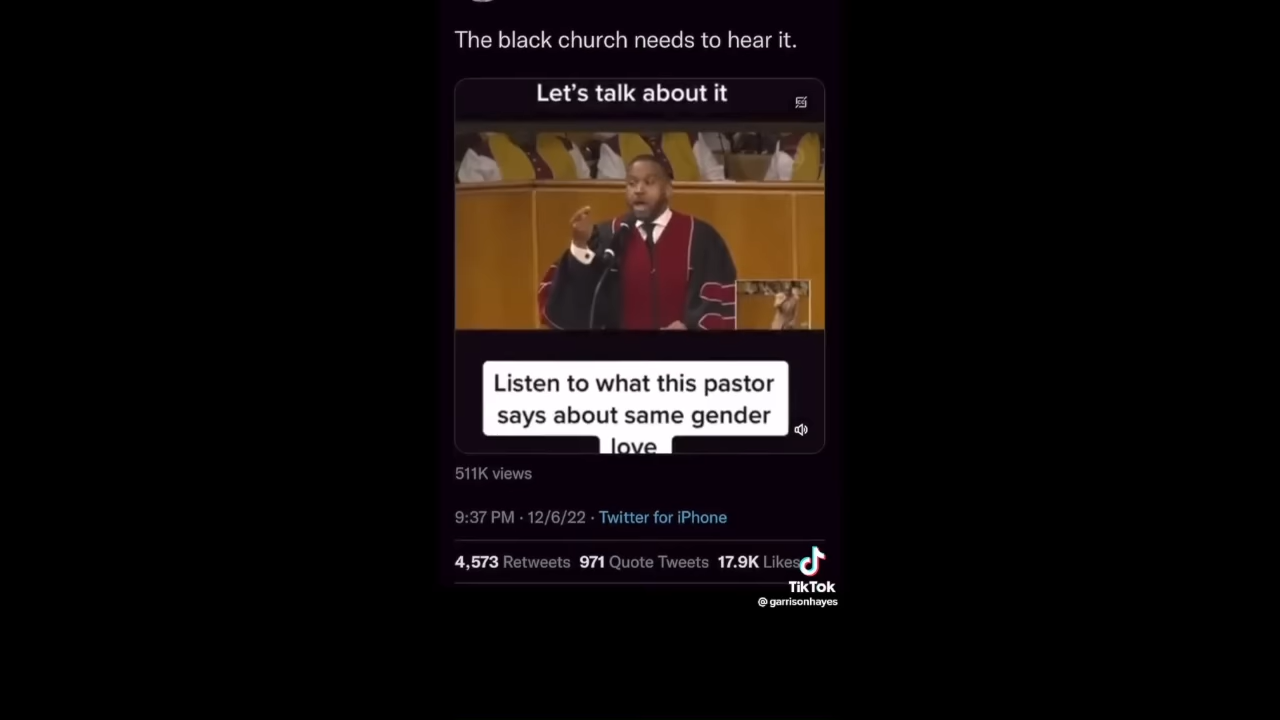 The black church needs to hear it.
Let's talk about it
Listen to what this pastor
says about same gender
love
511K views
9:37 PM · 12/6/22 · Twitter for iPhone
4,573 Retweets 971 Quote Tweets 17.9K Likes
TikTok
@garrisonhayes